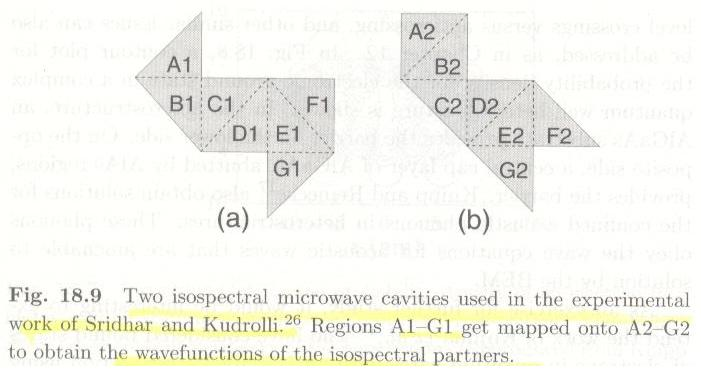 A1
B1 C1 F1
D1 E1
G1
(a)
A2
B2
C2 D2
E2 F2
G2
(b)
Fig. 18.9 Two isospectral microwave cavities used in the experimental
work of Sridhar and Kudrolli.26 Regions A1–G1 get mapped onto A2–G2
to obtain the wavefunctions of the isospectral partners.